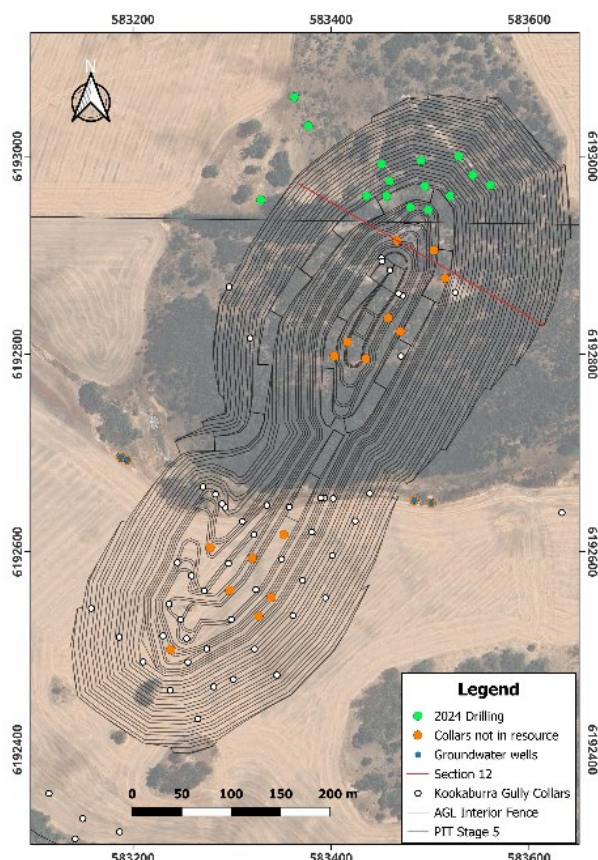 583200 583400 583600
N
6193000 6193000
6192800 6192800
6192600 6192600
6192400 6192400
Legend
2024 Drilling
Collars not in resource
Groundwater wells
Section 12
Kookaburra Gully Collars
AGL Interior Fence
PTT Stage 5
0 50 100 150 200 m
583200 583400 583600